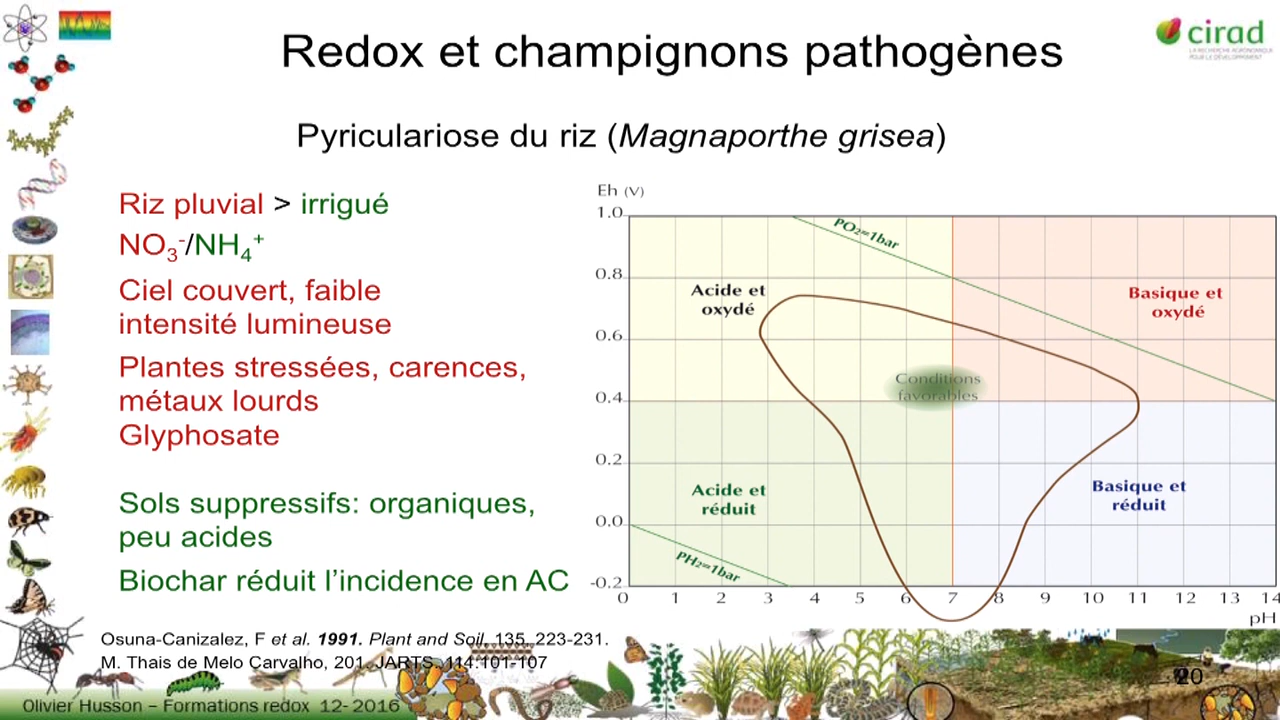 Redox et champignons pathogènes
cirad
LA RECHERCHE AGRONOMIQUE
POUR LE DÉVELOPPEMENT
Pyriculariose du riz (Magnaporthe grisea)
Riz pluvial > irrigué
NO3-/NH4+
Ciel couvert, faible
intensité lumineuse
Plantes stressées, carences,
métaux lourds
Glyphosate
Sols suppressifs: organiques,
peu acides
Biochar réduit l'incidence en AC
Eh (V)
1.0
0.8
0.6
0.4
0.2
0.0
-0.2
PO2=1bar
Acide et
oxydé
Basique et
oxydé
Conditions
favorables
Acide et
réduit
Basique et
réduit
PH2=1bar
0 1 2 3 4 5 6 7 8 9 10 11 12 13 14
pH
Osuna-Canizalez, F et al. 1991. Plant and Soil, 135, 223-231.
M. Thais de Melo Carvalho, 201. JARTS, 114:101-107
Olivier Husson – Formations redox 12- 2016